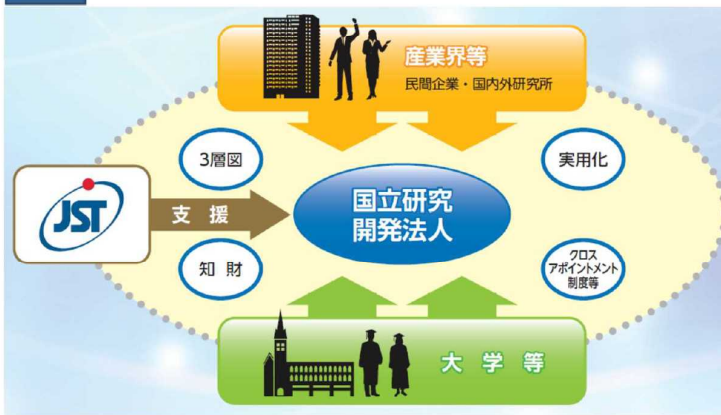 産業界等
民間企業・国内外研究所
3層図
実用化
JST
支 援
国立研究
開発法人
知 財
クロス
アポイントメント
制度等
大 学 等